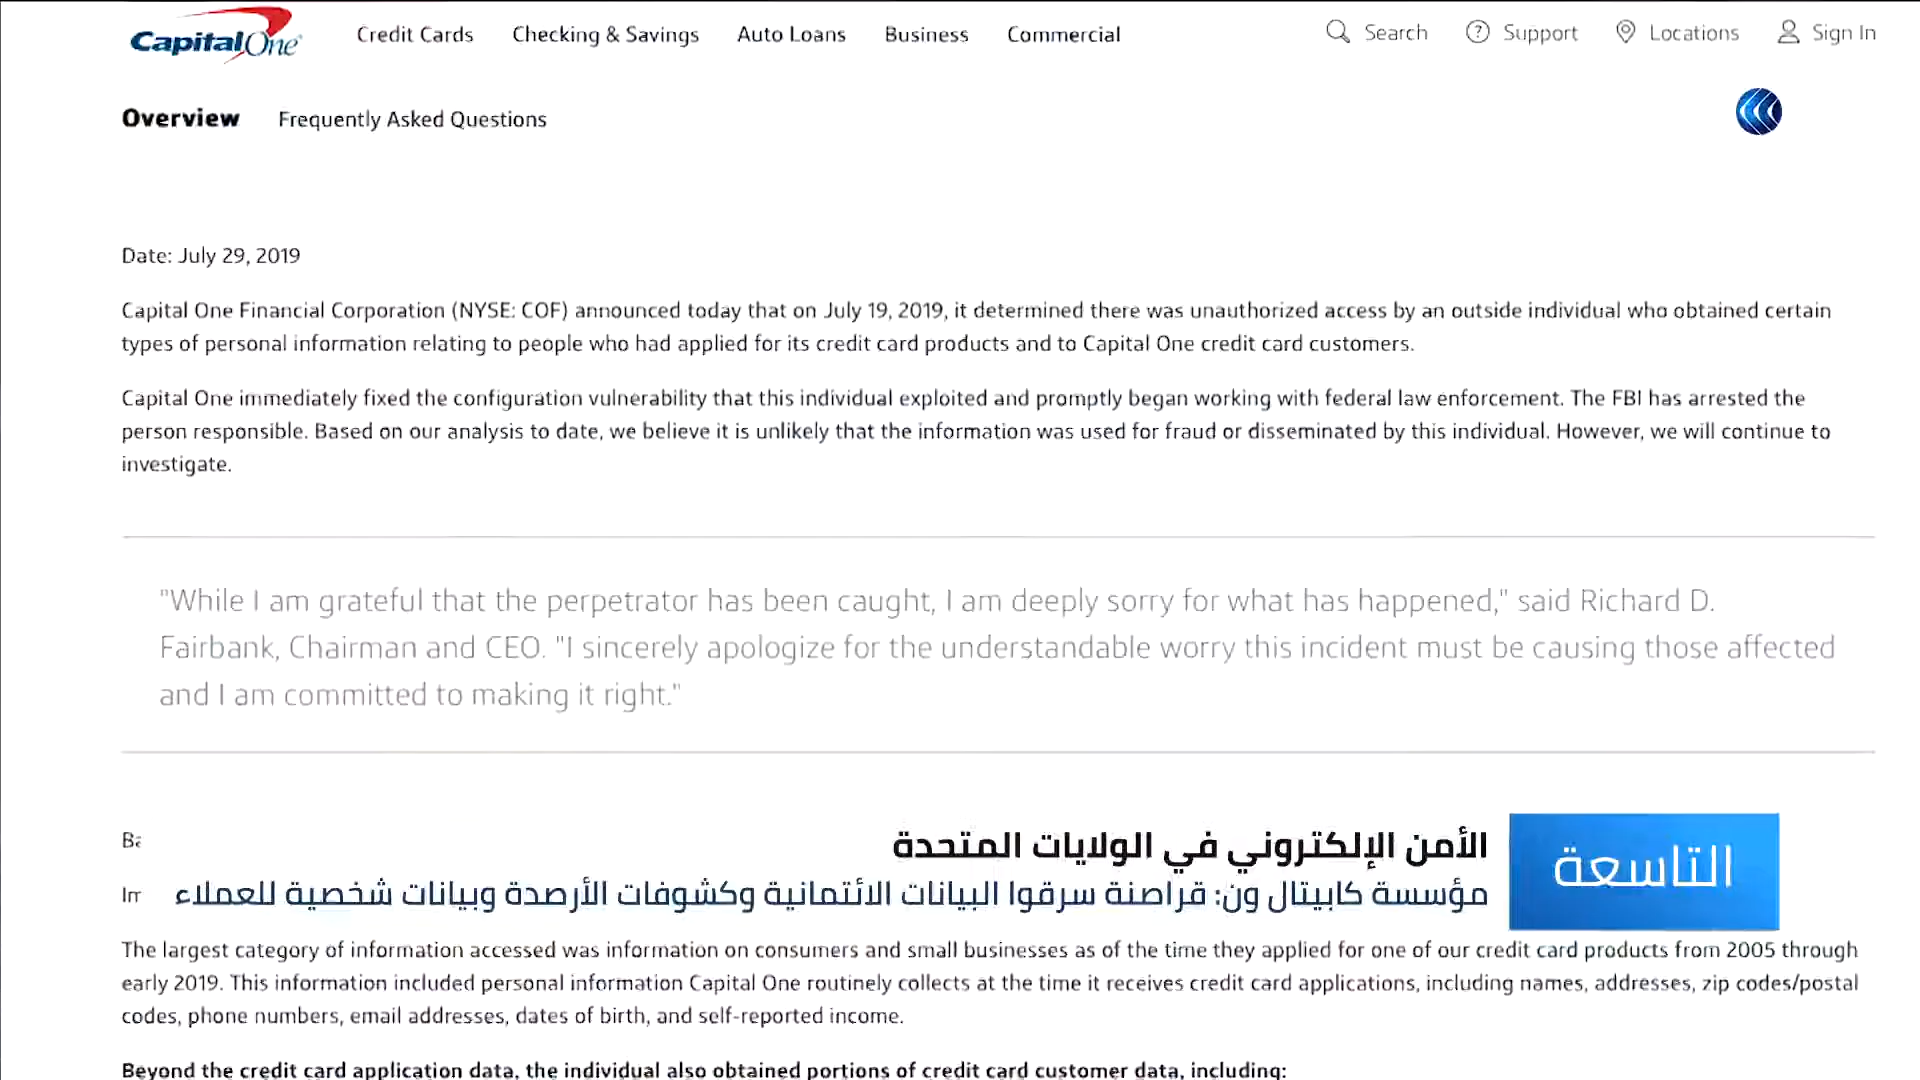 CapitalOne
Credit Cards
Checking & Savings
Auto Loans
Business
Commercial
Search
Support
Locations
Sign In
Overview
Frequently Asked Questions
Date: July 29, 2019
Capital One Financial Corporation (NYSE: COF) announced today that on July 19, 2019, it determined there was unauthorized access by an outside individual who obtained certain
types of personal information relating to people who had applied for its credit card products and to Capital One credit card customers.
Capital One immediately fixed the configuration vulnerability that this individual exploited and promptly began working with federal law enforcement. The FBI has arrested the
person responsible. Based on our analysis to date, we believe it is unlikely that the information was used for fraud or disseminated by this individual. However, we will continue to
investigate.
"While I am grateful that the perpetrator has been caught, I am deeply sorry for what has happened," said Richard D.
Fairbank, Chairman and CEO. "I sincerely apologize for the understandable worry this incident must be causing those affected
and I am committed to making it right."
التاسعة
الأمن الإلكتروني في الولايات المتحدة
مؤسسة كابيتال ون: قراصنة سرقوا البيانات الائتمانية وكشوفات الأرصدة وبيانات شخصية للعملاء
The largest category of information accessed was information on consumers and small businesses as of the time they applied for one of our credit card products from 2005 through
early 2019. This information included personal information Capital One routinely collects at the time it receives credit card applications, including names, addresses, zip codes/postal
codes, phone numbers, email addresses, dates of birth, and self-reported income.
Beyond the credit card application data, the individual also obtained portions of credit card customer data, including: